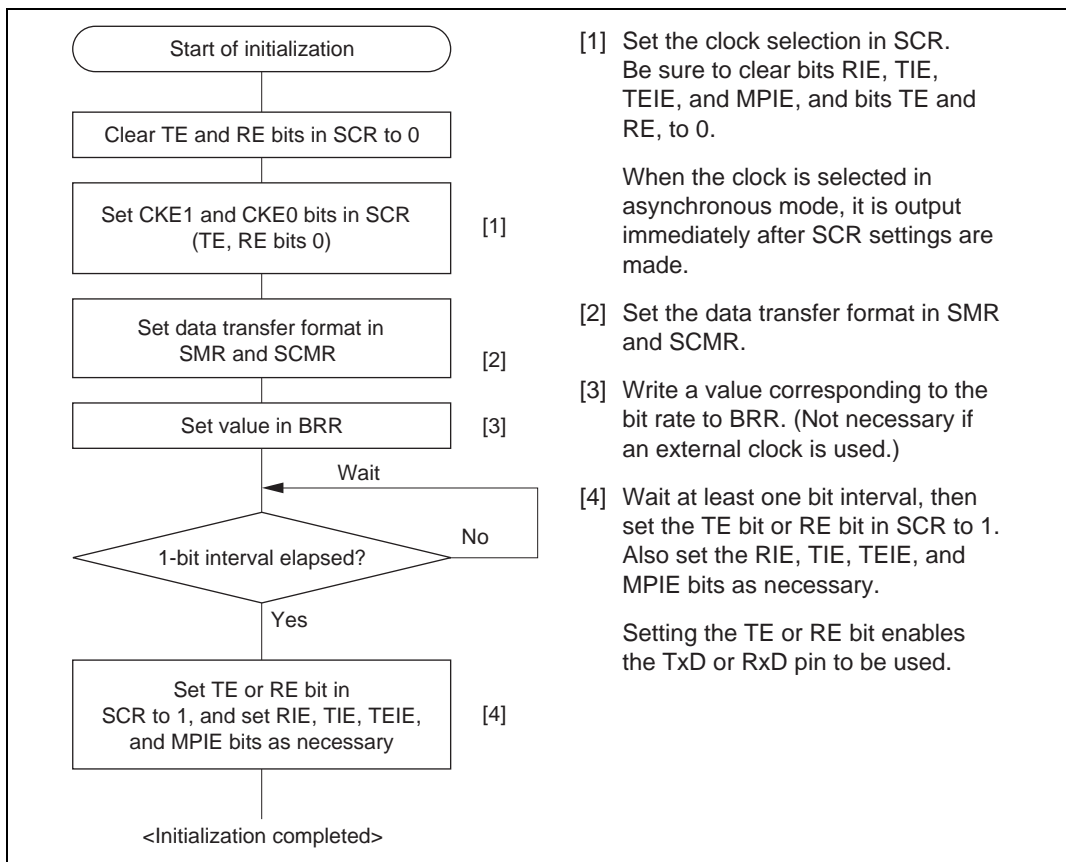 Start of initialization
Clear TE and RE bits in SCR to 0
Set CKE1 and CKE0 bits in SCR
(TE, RE bits 0)
[1]
Set data transfer format in
SMR and SCMR
[2]
Set value in BRR
[3]
Wait
1-bit interval elapsed?
No
Yes
Set TE or RE bit in
SCR to 1, and set RIE, TIE, TEIE,
and MPIE bits as necessary
[4]
<Initialization completed>
[1] Set the clock selection in SCR.
Be sure to clear bits RIE, TIE,
TEIE, and MPIE, and bits TE and
RE, to 0.
When the clock is selected in
asynchronous mode, it is output
immediately after SCR settings are
made.
[2] Set the data transfer format in SMR
and SCMR.
[3] Write a value corresponding to the
bit rate to BRR. (Not necessary if
an external clock is used.)
[4] Wait at least one bit interval, then
set the TE bit or RE bit in SCR to 1.
Also set the RIE, TIE, TEIE, and
MPIE bits as necessary.
Setting the TE or RE bit enables
the TxD or RxD pin to be used.